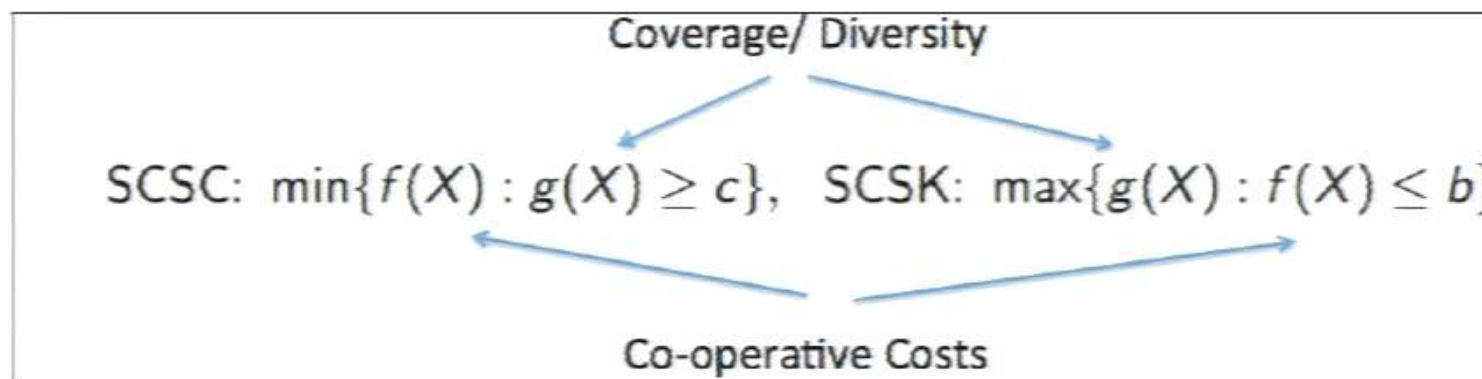 Coverage/ Diversity
SCSC: min{f(X) : g(X) ≥ c}, SCSK: max{g(X) : f(X) ≤ b}
Co-operative Costs